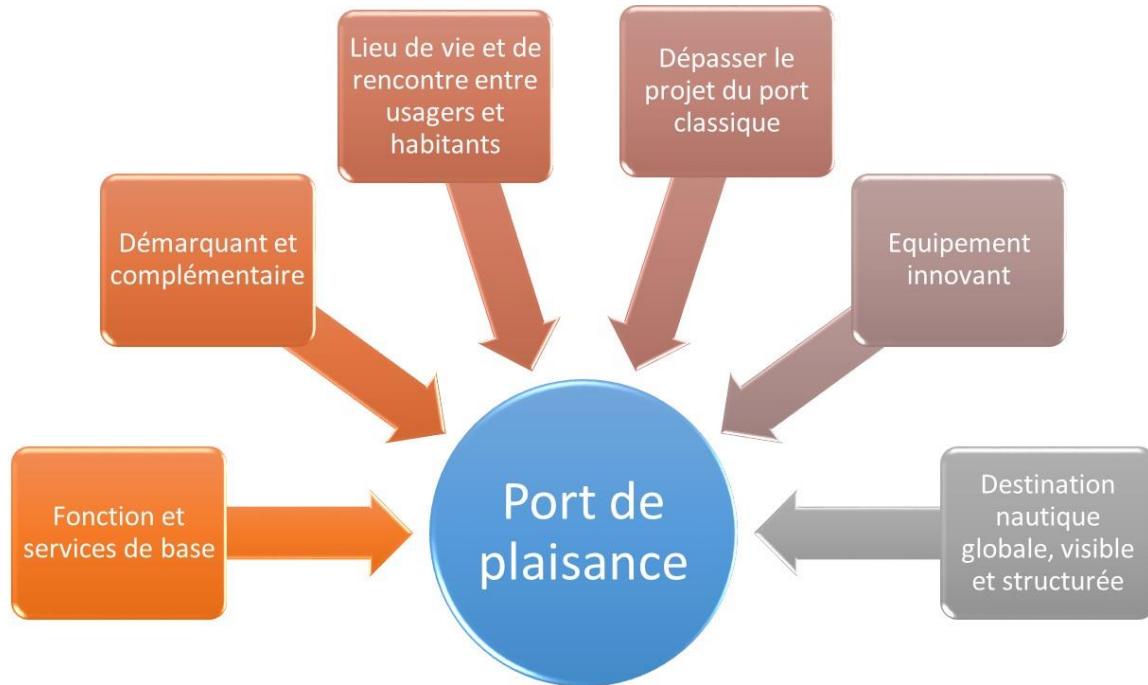 Lieu de vie et de
rencontre entre
usagers et
habitants
Dépasser le
projet du port
classique
Démarquant et
complémentaire
Equipement
innovant
Fonction et
services de base
Port de
plaisance
Destination
nautique
globale, visible
et structurée